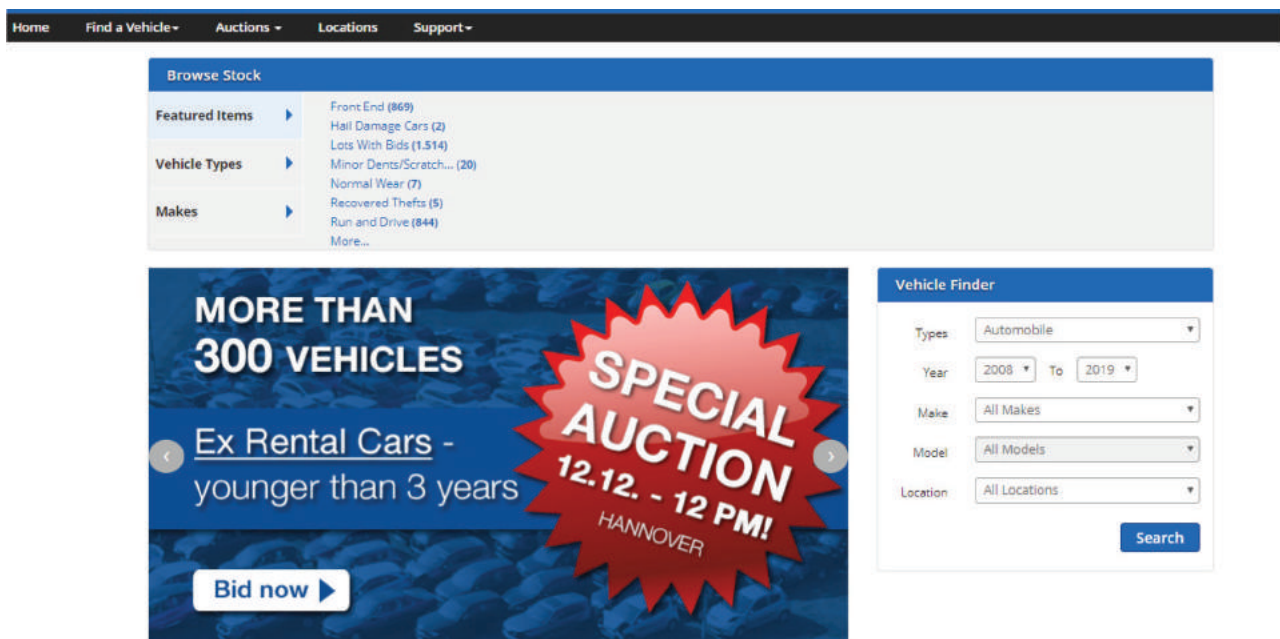 Home Find a Vehicle Auctions Locations Support
Browse Stock
Featured Items
Vehicle Types
Makes
Front End (869)
Hail Damage Cars (2)
Lots With Bids (1.514)
Minor Dents/Scratch... (20)
Normal Wear (7)
Recovered Thefts (5)
Run and Drive (844)
More...
MORE THAN
300 VEHICLES
Ex Rental Cars -
younger than 3 years
Bid now
SPECIAL
AUCTION
12.12. - 12 PM!
HANNOVER
Vehicle Finder
Types Automobile
Year 2008 To 2019
Make All Makes
Model All Models
Location All Locations
Search